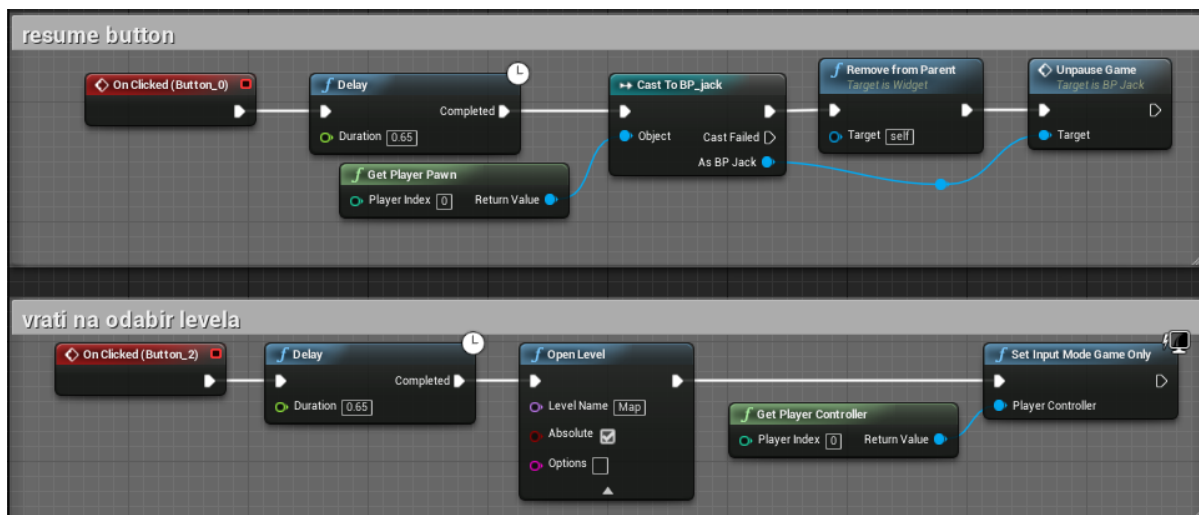 resume button
On Clicked (Button_0)
Delay
Completed
Duration 0.65
Get Player Pawn
Player Index 0 Return Value
Cast To BP_jack
Object Cast Failed
As BP Jack
Remove from Parent
Target is Widget
Target self
Unpause Game
Target is BP Jack
Target
vrati na odabir levela
On Clicked (Button_2)
Delay
Completed
Duration 0.65
Open Level
Level Name Map
Absolute
Options
Get Player Controller
Player Index 0 Return Value
Set Input Mode Game Only
Player Controller